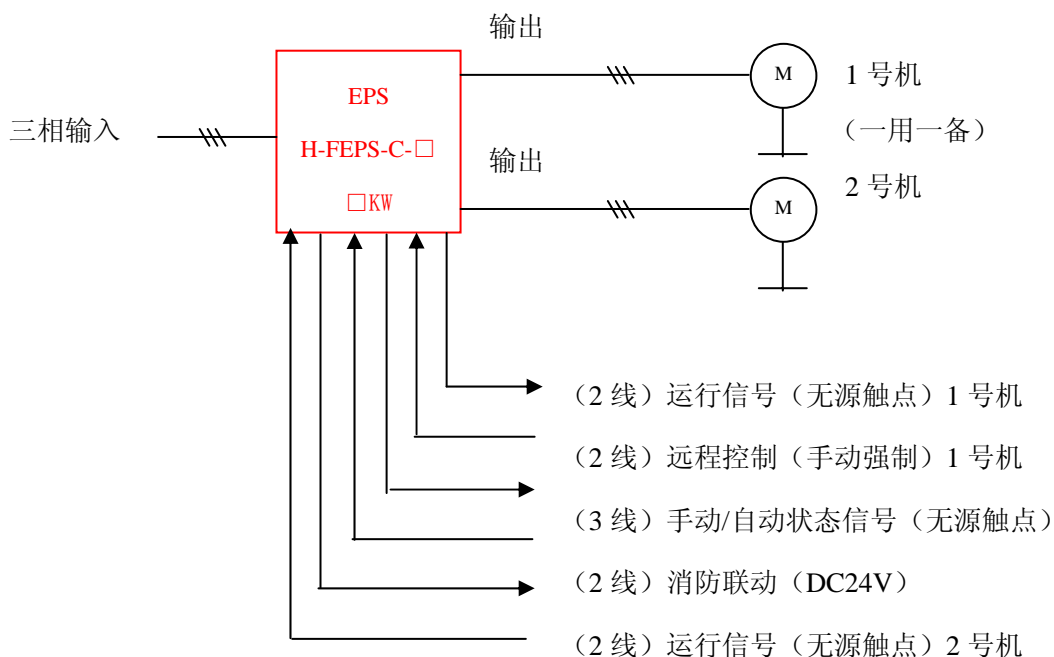 输出
EPS
H-FEPS-C-□
□KW
三相输入
M
1 号机
（一用一备）
输出
M
2 号机
（2 线）运行信号（无源触点）1 号机
（2 线）远程控制（手动强制）1 号机
（3 线）手动/自动状态信号（无源触点）
（2 线）消防联动（DC24V）
（2 线）运行信号（无源触点）2 号机